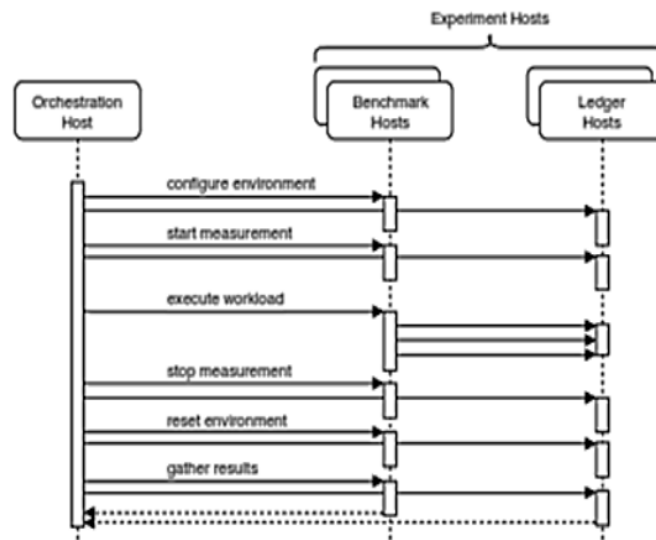 Experiment Hosts
Orchestration
Host
Benchmark
Hosts
Ledger
Hosts
configure environment
start measurement
execute workload
stop measurement
reset environment
gather results